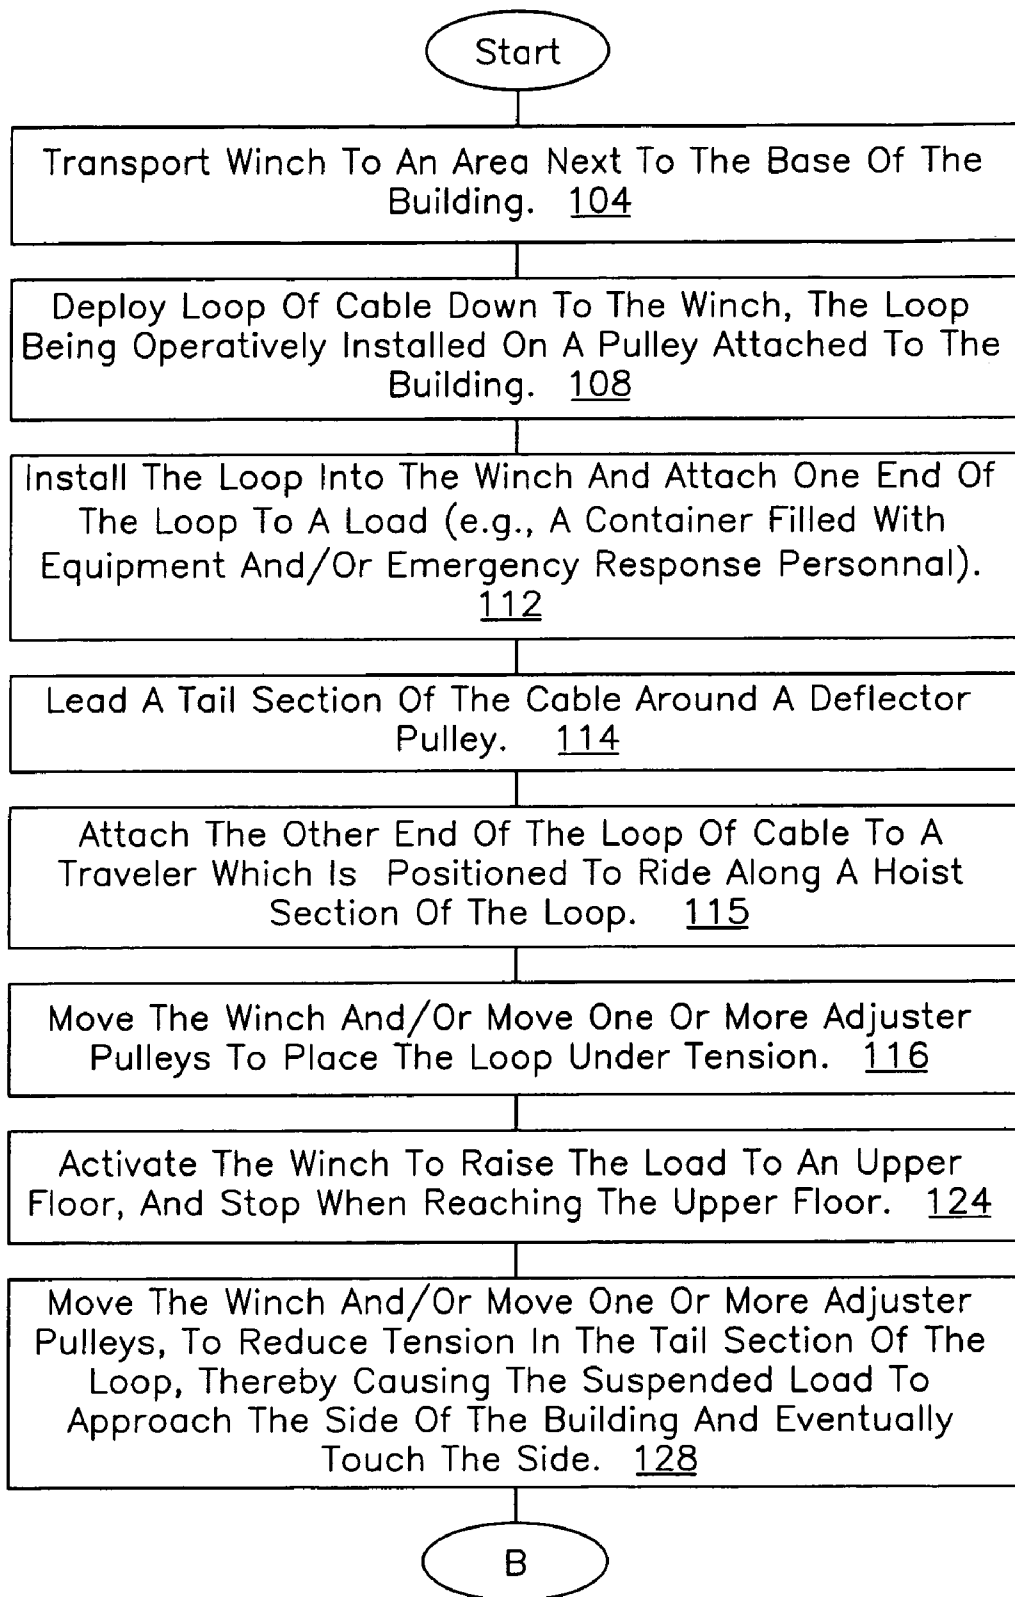 Start
Transport Winch To An Area Next To The Base Of The
Building. 104
Deploy Loop Of Cable Down To The Winch, The Loop
Being Operatively Installed On A Pulley Attached To The
Building. 108
Install The Loop Into The Winch And Attach One End Of
The Loop To A Load (e.g., A Container Filled With
Equipment And/Or Emergency Response Personnal).
112
Lead A Tail Section Of The Cable Around A Deflector
Pulley. 114
Attach The Other End Of The Loop Of Cable To A
Traveler Which Is Positioned To Ride Along A Hoist
Section Of The Loop. 115
Move The Winch And/Or Move One Or More Adjuster
Pulleys To Place The Loop Under Tension. 116
Activate The Winch To Raise The Load To An Upper
Floor, And Stop When Reaching The Upper Floor. 124
Move The Winch And/Or Move One Or More Adjuster
Pulleys, To Reduce Tension In The Tail Section Of The
Loop, Thereby Causing The Suspended Load To
Approach The Side Of The Building And Eventually
Touch The Side. 128
B